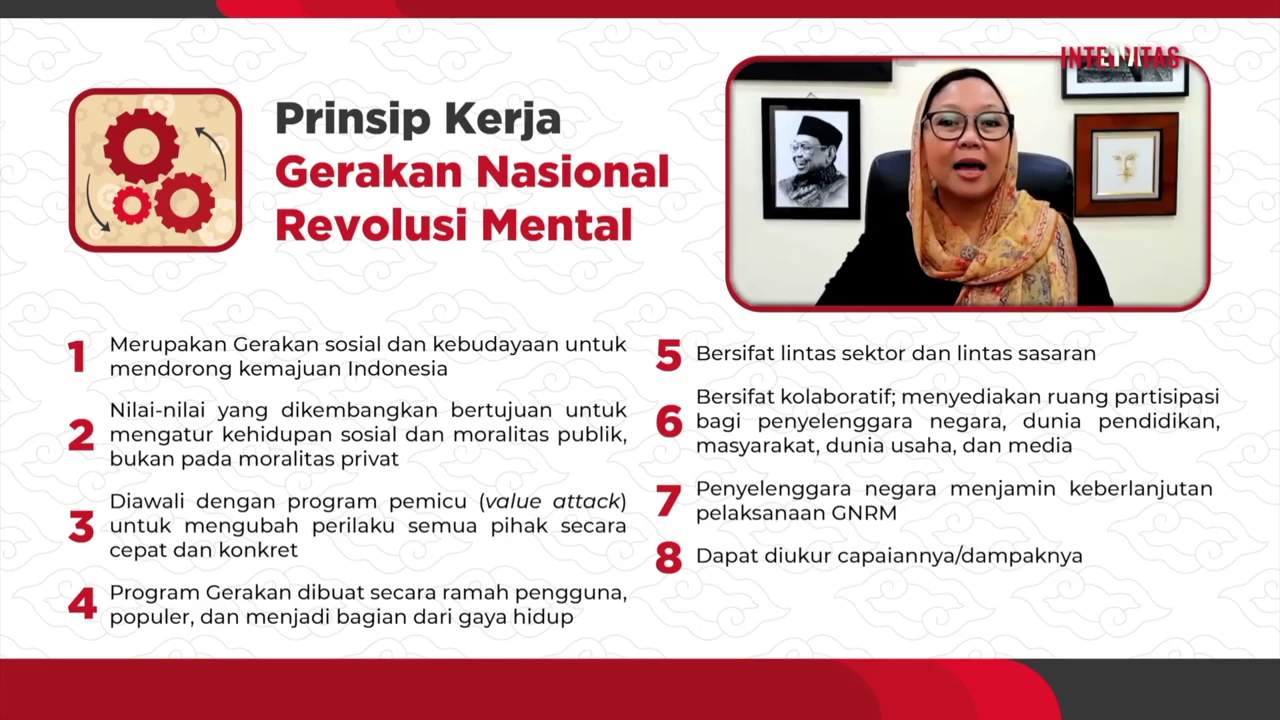 Prinsip Kerja
Gerakan Nasional
Revolusi Mental
1
Merupakan Gerakan sosial dan kebudayaan untuk
mendorong kemajuan Indonesia
2
Nilai-nilai yang dikembangkan bertujuan untuk
mengatur kehidupan sosial dan moralitas publik,
bukan pada moralitas privat
3
Diawali dengan program pemicu (value attack)
untuk mengubah perilaku semua pihak secara
cepat dan konkret
4
Program Gerakan dibuat secara ramah pengguna,
populer, dan menjadi bagian dari gaya hidup
5
Bersifat lintas sektor dan lintas sasaran
6
Bersifat kolaboratif; menyediakan ruang partisipasi
bagi penyelenggara negara, dunia pendidikan,
masyarakat, dunia usaha, dan media
7
Penyelenggara negara menjamin keberlanjutan
pelaksanaan GNRM
8
Dapat diukur capaiannya/dampaknya